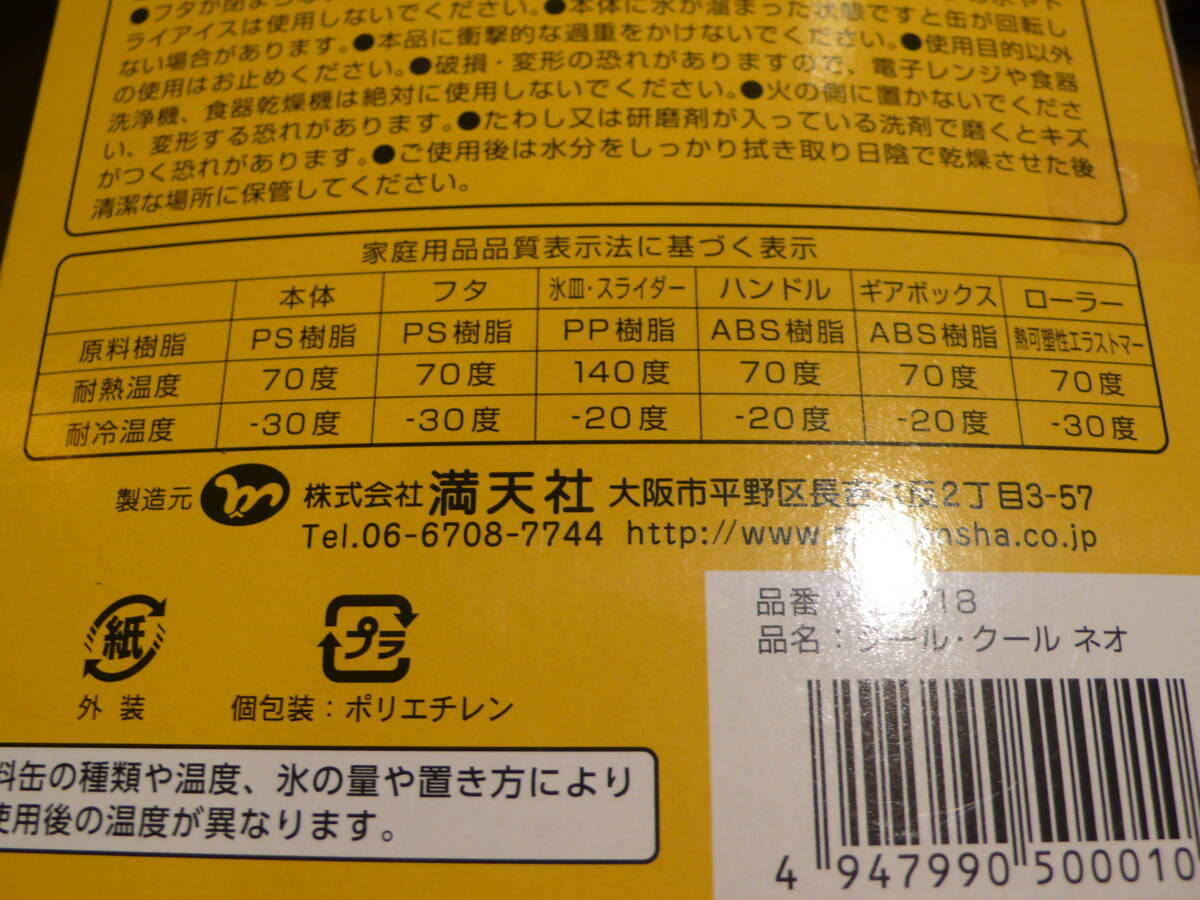 ●フタが閉まらな
ライアイスは使用しないでください。●本体に水が溜まった状態ですと缶が回転し
ない場合があります。●本品に衝撃的な過重をかけないでください。●使用目的以外
の使用はお止めください。●破損・変形の恐れがありますので、電子レンジや食器
洗浄機、食器乾燥機は絶対に使用しないでください。●火の側に置かないでくださ
い、変形する恐れがあります。●たわし又は研磨剤が入っている洗剤で磨くとキズ
がつく恐れがあります。●ご使用後は水分をしっかり拭き取り日陰で乾燥させた後
清潔な場所に保管してください。
家庭用品品質表示法に基づく表示
本体 フタ 氷皿・スライダー ハンドル ギアボックス ローラー
原料樹脂 PS樹脂 PS樹脂 PP樹脂 ABS樹脂 ABS樹脂 熱可塑性エラストマー
耐熱温度 70度 70度 140度 70度 70度 70度
耐冷温度 -30度 -30度 -20度 -20度 -20度 -30度
製造元 株式会社 満天社 大阪市平野区長 2丁目3-57
Tel.06-6708-7744 http://www. nsha.co.jp
紙
外装
プラ
個包装：ポリエチレン
品番： 18
品名：クール・クール ネオ
料缶の種類や温度、氷の量や置き方により
使用後の温度が異なります。
4 947990 500010